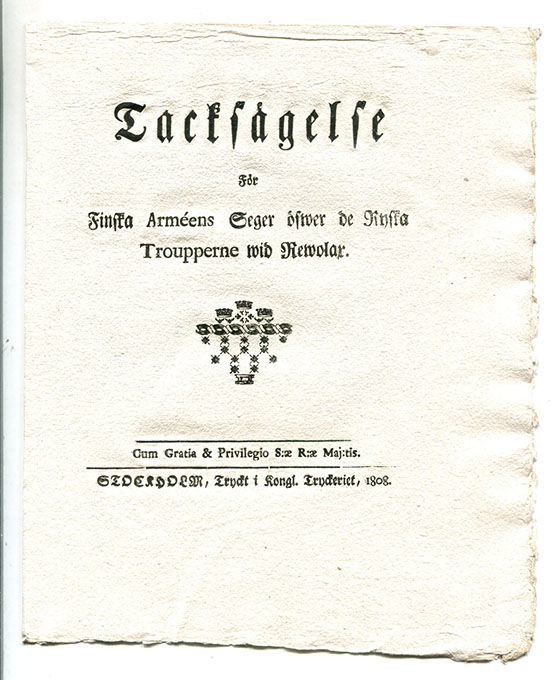 Tacksägelse
För
Finska Arméens Seger öfwer de Ryska
Troupperne wid Rewolax.
Cum Gratia & Privilegio S:æ R:æ Maj:tis.
STOCKHOLM, Tryckt i Kongl. Tryckeriet, 1808.